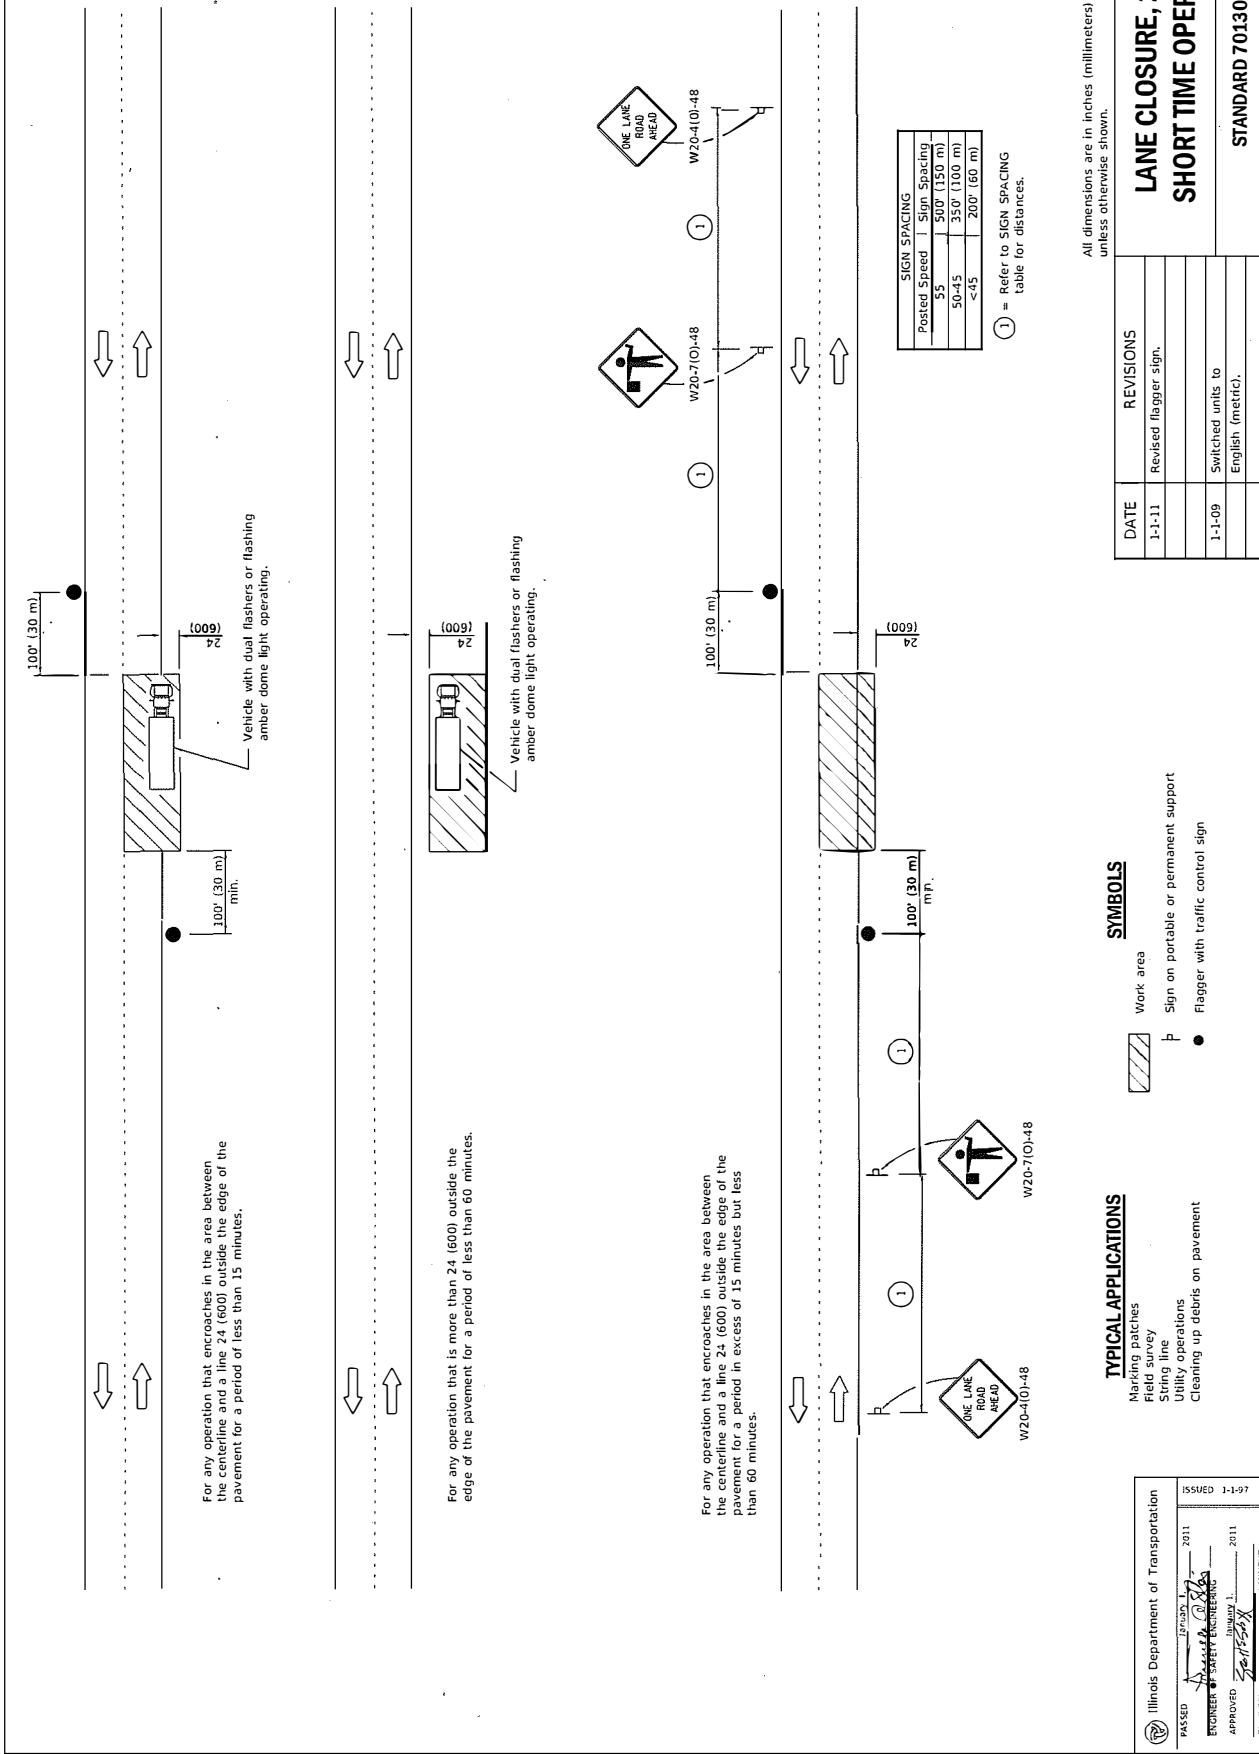 100' (30 m)
24
(600)
Vehicle with dual flashers or flashing
amber dome light operating.
100' (30 m)
min.
For any operation that encroaches in the area between
the centerline and a line 24 (600) outside the edge of the
pavement for a period of less than 15 minutes.
24
(600)
Vehicle with dual flashers or flashing
amber dome light operating.
For any operation that is more than 24 (600) outside the
edge of the pavement for a period of less than 60 minutes.
ONE LANE
ROAD
AHEAD
W20-4(O)-48
W20-7(O)-48
1
1
100' (30 m)
24
(600)
100' (30 m)
min.
For any operation that encroaches in the area between
the centerline and a line 24 (600) outside the edge of the
pavement for a period in excess of 15 minutes but less
than 60 minutes.
1
1
W20-7(O)-48
ONE LANE
ROAD
AHEAD
W20-4(O)-48
SIGN SPACING
Posted Speed Sign Spacing
55 500' (150 m)
50-45 350' (100 m)
<45 200' (60 m)
1 = Refer to SIGN SPACING
table for distances.
TYPICAL APPLICATIONS
Marking patches
Field survey
String line
Utility operations
Cleaning up debris on pavement
SYMBOLS
Work area
Sign on portable or permanent support
Flagger with traffic control sign
All dimensions are in inches (millimeters)
unless otherwise shown.
Illinois Department of Transportation
PASSED January 1, 2011
ENGINEER OF SAFETY ENGINEERING
APPROVED January 1, 2011
ISSUED 1-1-97
DATE REVISIONS
1-1-11 Revised flagger sign.
1-1-09 Switched units to
English (metric).
LANE CLOSURE,
SHORT TIME OPER
STANDARD 70130